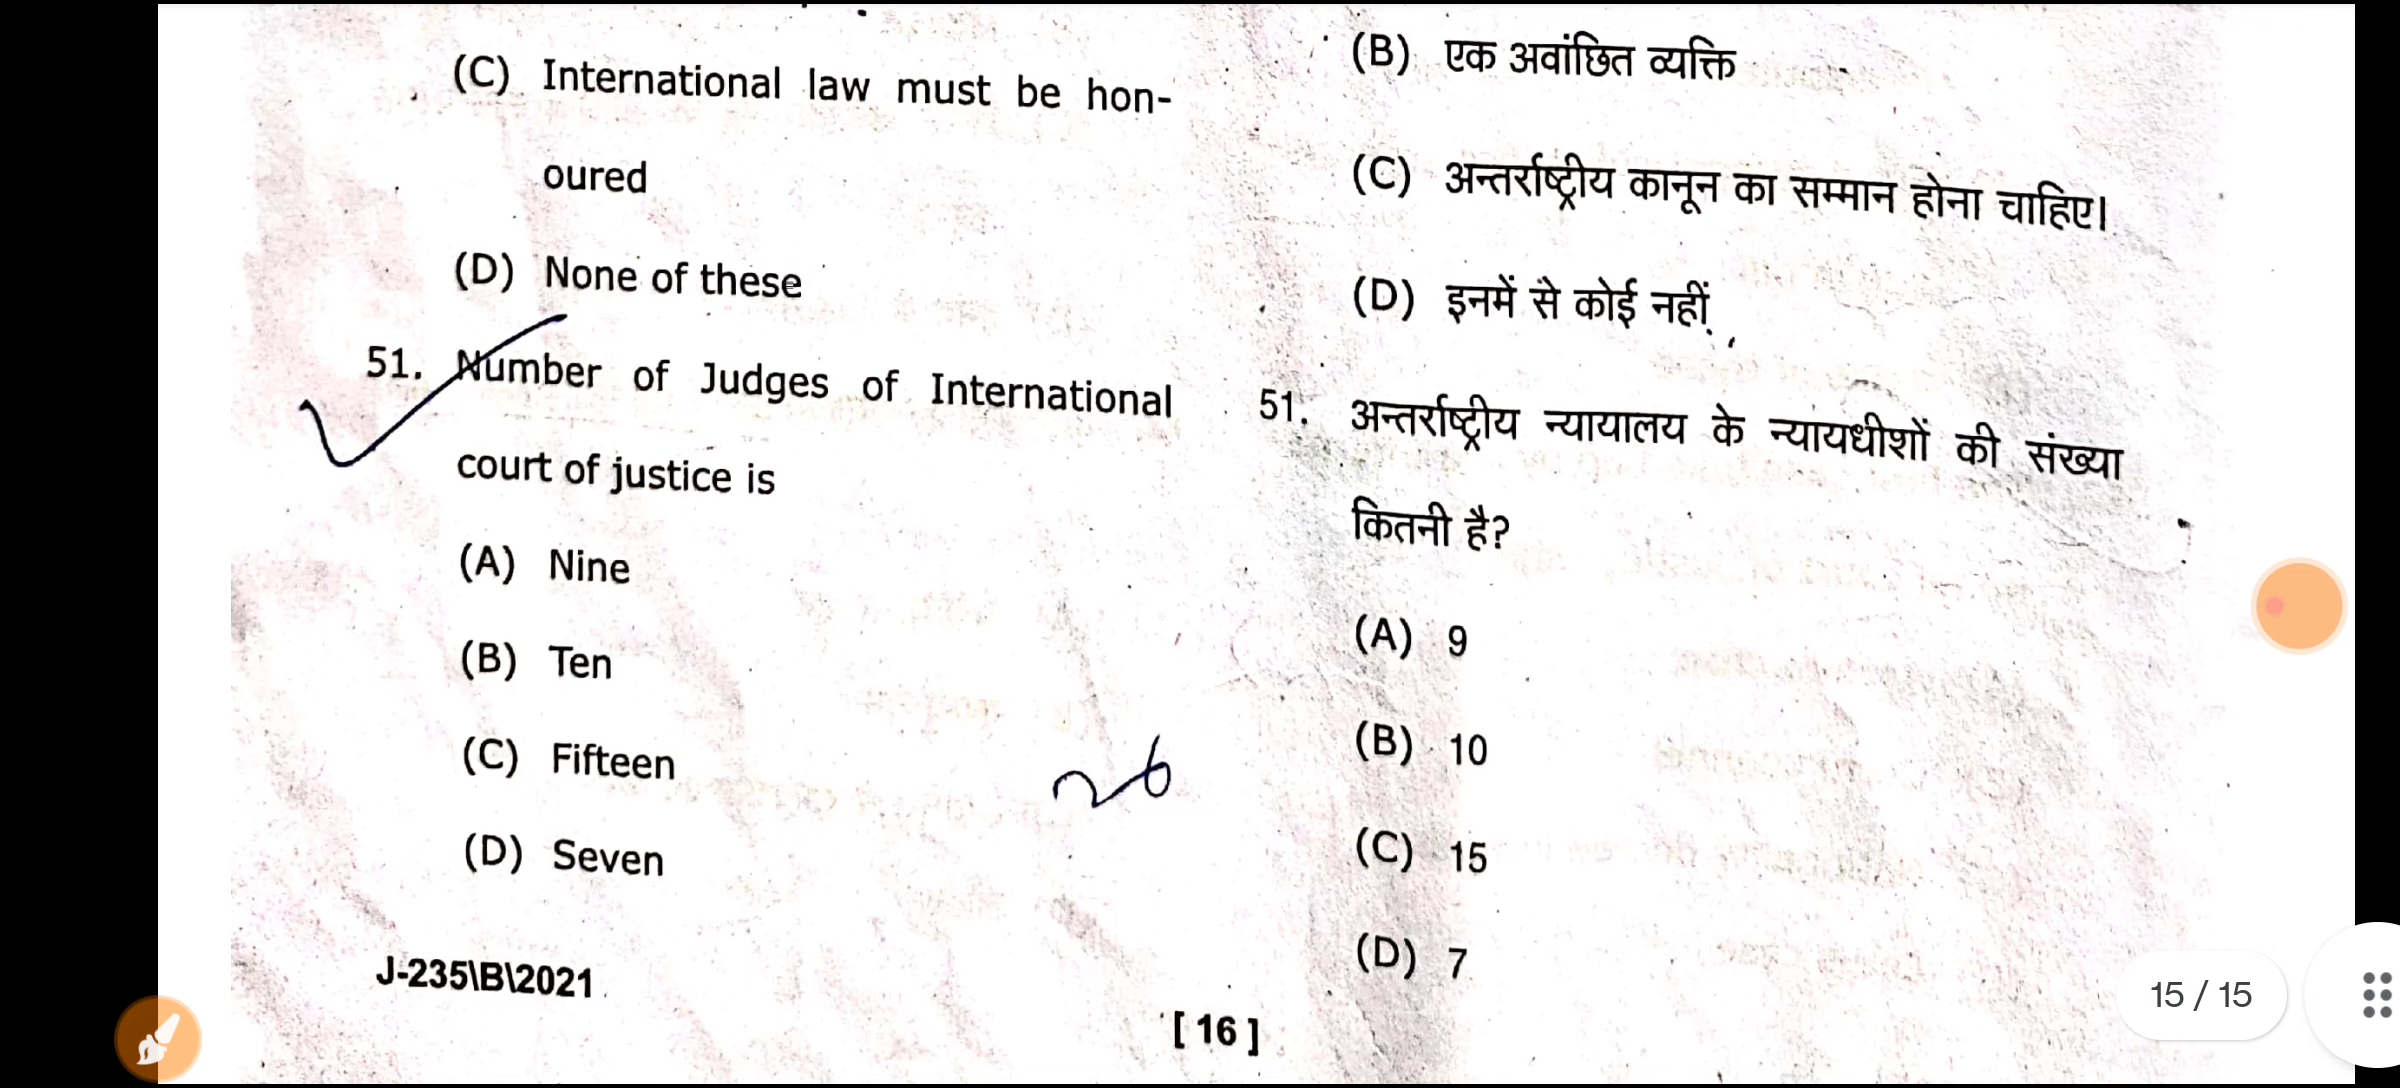 (C) International law must be hon-
oured
(D) None of these
51. Number of Judges of International
court of justice is
(A) Nine
(B) Ten
(C) Fifteen
(D) Seven
26
J-235\B\2021
(B) एक अवांछित व्यक्ति
(C) अन्तर्राष्ट्रीय कानून का सम्मान होना चाहिए।
(D) इनमें से कोई नहीं
51. अन्तर्राष्ट्रीय न्यायालय के न्यायधीशों की संख्या
कितनी है?
(A) 9
(B) 10
(C) 15
(D) 7
[ 16 ]
15 / 15